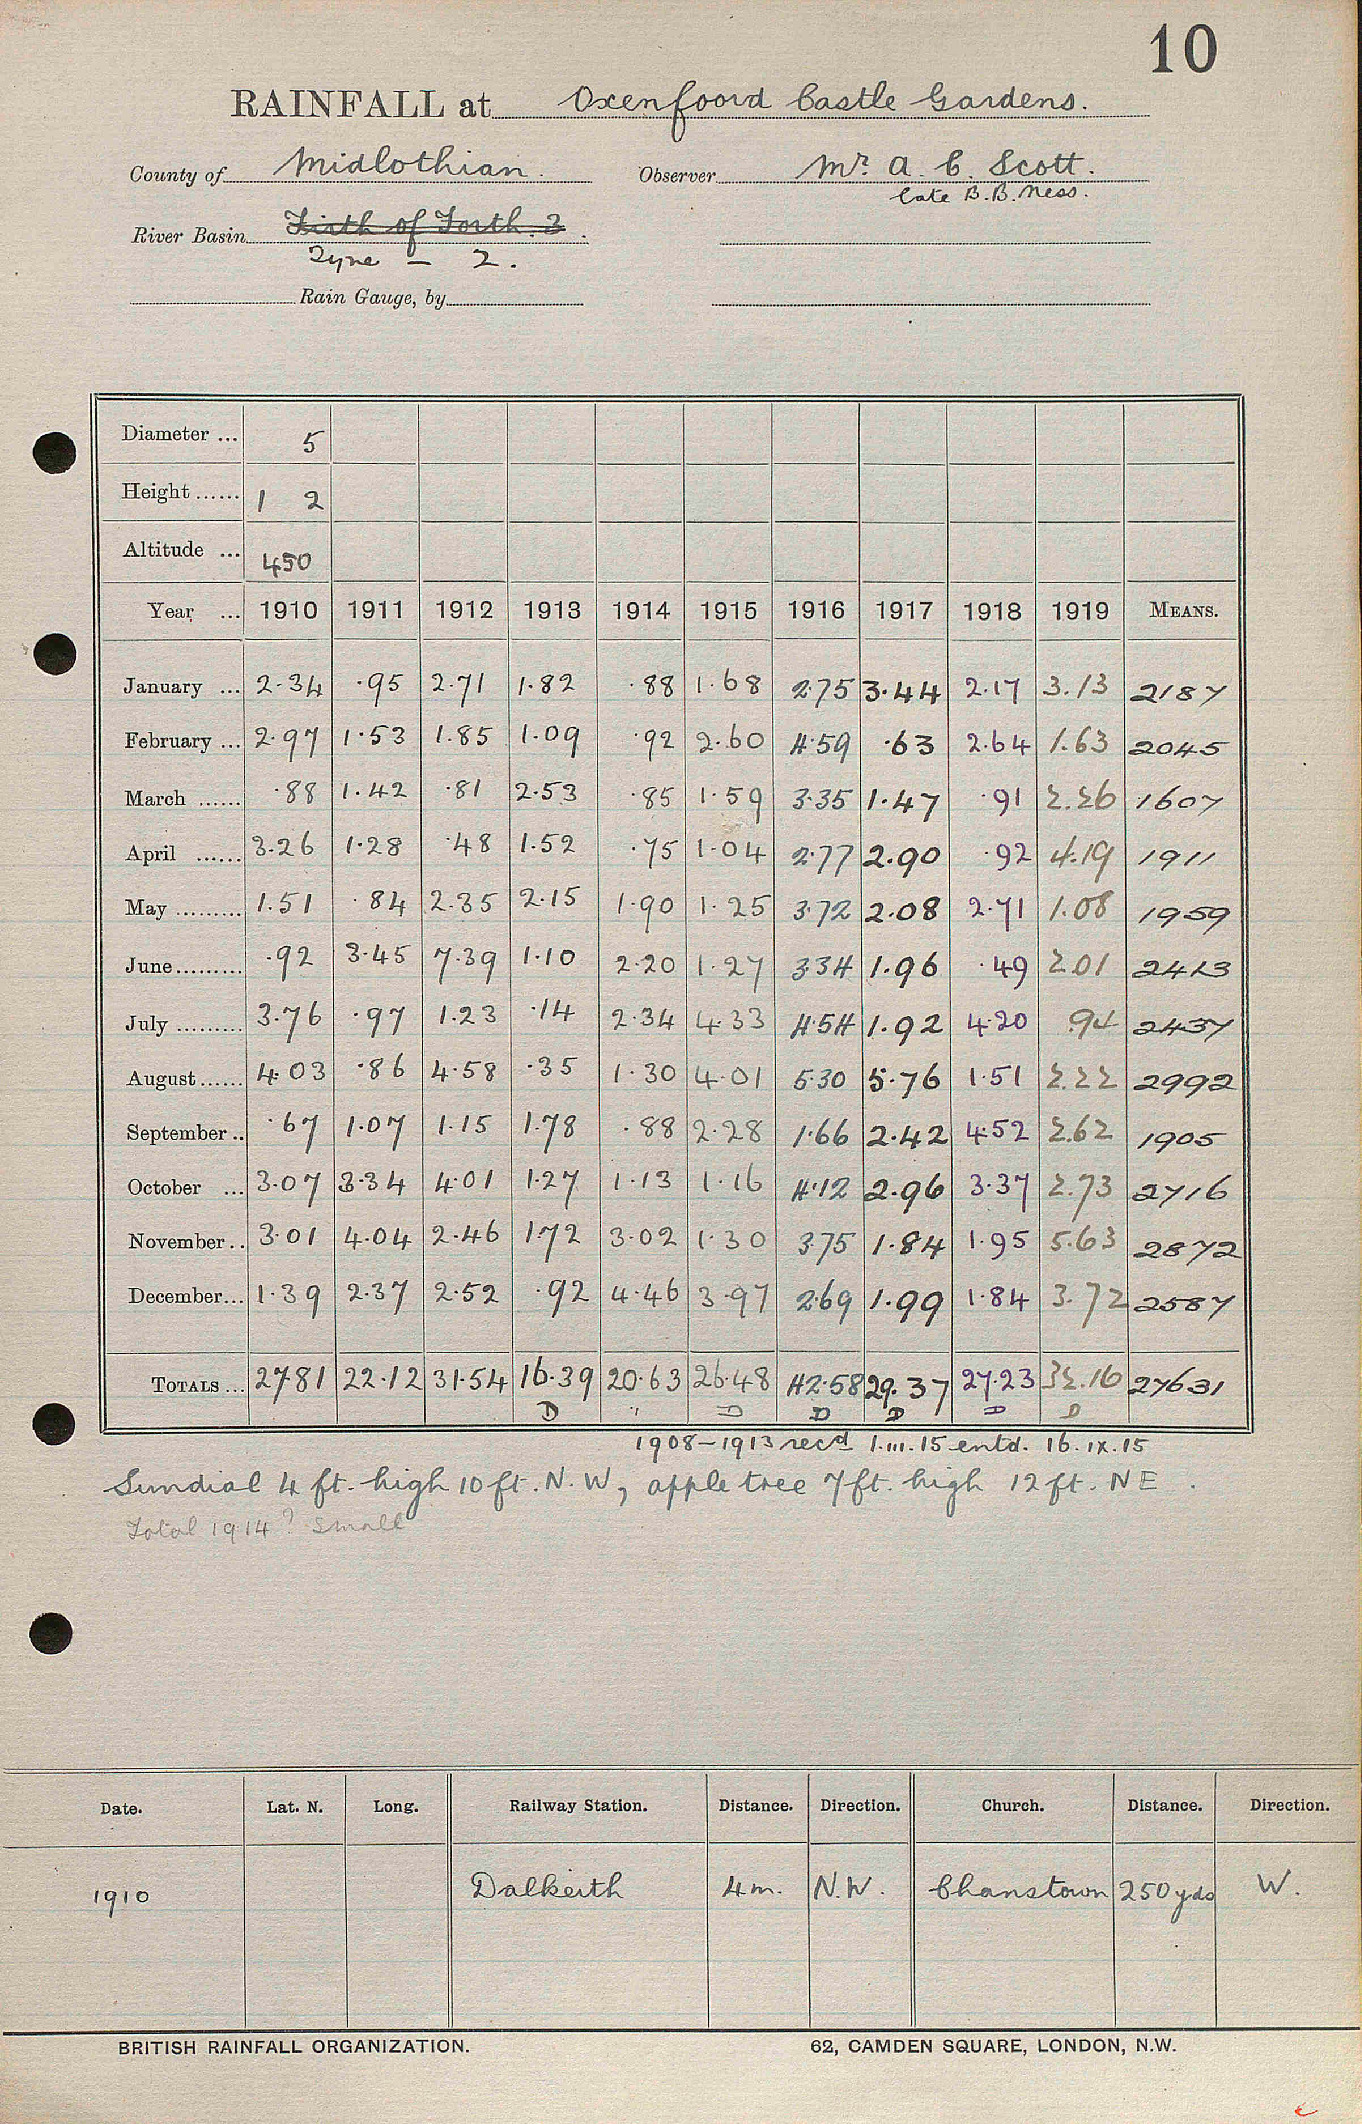 10
RAINFALL at Oxenfoord Castle Gardens.
County of Midlothian. Observer Mr. A. C. Scott.
late B.B. Ness.
River Basin Firth of Forth. 3.
Tyne — 2.
Rain Gauge, by
Diameter ... 5
Height ...... 1 2
Altitude ... 450
Year ... 1910 1911 1912 1913 1914 1915 1916 1917 1918 1919 MEANS.
January ... 2.34 .95 2.71 1.82 .88 1.68 2.75 3.44 2.17 3.13 2187
February ... 2.97 1.53 1.85 1.09 .92 2.60 4.59 .63 2.64 1.63 2045
March ...... .88 1.42 .81 2.53 .85 1.59 3.35 1.47 .91 2.26 1607
April ...... 3.26 1.28 .48 1.52 .75 1.04 2.77 2.90 .92 4.19 1911
May ......... 1.51 .84 2.35 2.15 1.90 1.25 3.72 2.08 2.71 1.08 1959
June......... .92 3.45 7.39 1.10 2.20 1.27 3.34 1.96 .49 2.01 2413
July ......... 3.76 .97 1.23 .14 2.34 4.33 4.54 1.92 4.20 .94 2437
August...... 4.03 .86 4.58 .35 1.30 4.01 5.30 5.76 1.51 2.22 2992
September.. .67 1.07 1.15 1.78 .88 2.28 1.66 2.42 4.52 2.62 1905
October ... 3.07 3.34 4.01 1.27 1.13 1.16 4.12 2.96 3.37 2.73 2716
November.. 3.01 4.04 2.46 1.72 3.02 1.30 3.75 1.84 1.95 5.63 2872
December... 1.39 2.37 2.52 .92 4.46 3.97 2.69 1.99 1.84 3.72 2587
TOTALS ... 27.81 22.12 31.54 16.39 20.63 26.48 42.58 29.37 27.23 32.16 27631
D " D D D D D
1908–1913 recd. 1.III.15 entd. 16.IX.15
Sundial 4 ft. high 10 ft. N.W, apple tree 7 ft. high 12 ft. NE.
Total 1914? small
Date. Lat. N. Long. Railway Station. Distance. Direction. Church. Distance. Direction.
1910 Dalkeith 4 m. N.W. Chanstown 250 yds W.
BRITISH RAINFALL ORGANIZATION. 62, CAMDEN SQUARE, LONDON, N.W.